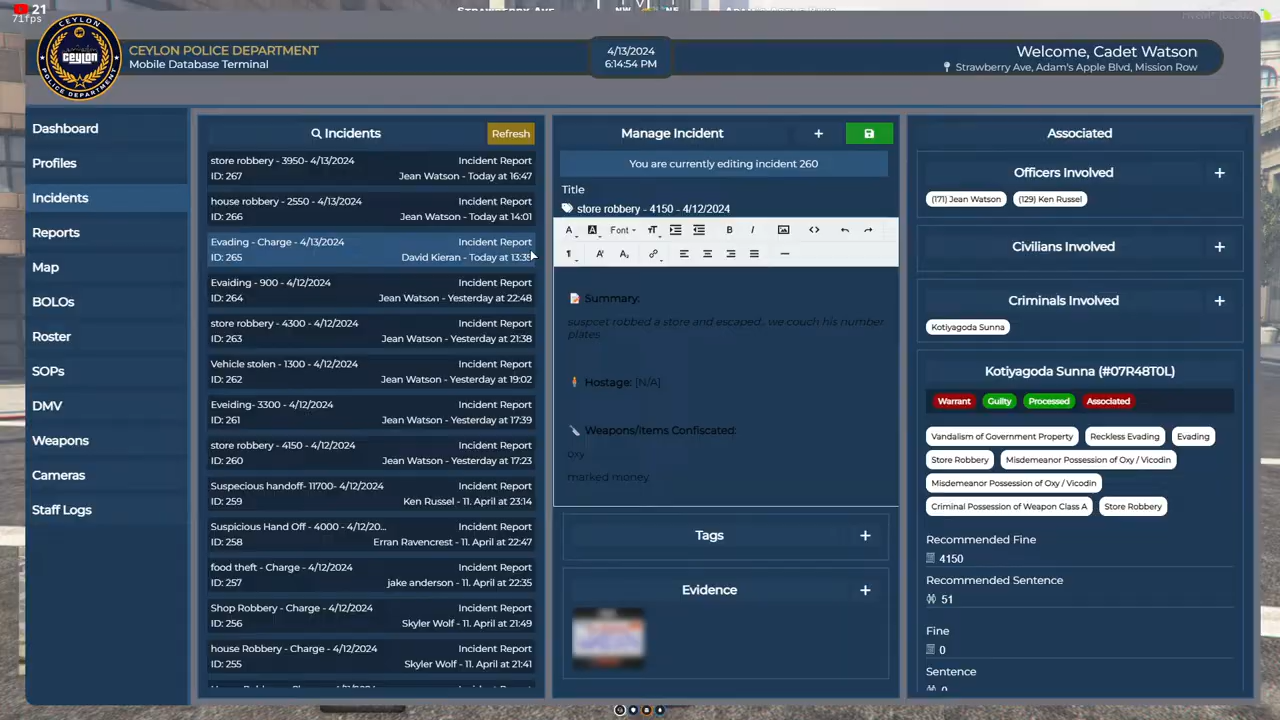 21
71fps
STRAWBERRY AVE
NW
NE
CEYLON
ceylon
POLICE DEPARTMENT
CEYLON POLICE DEPARTMENT
Mobile Database Terminal
4/13/2024
6:14:54 PM
Welcome, Cadet Watson
Strawberry Ave, Adam's Apple Blvd, Mission Row
Dashboard
Profiles
Incidents
Reports
Map
BOLOs
Roster
SOPs
DMV
Weapons
Cameras
Staff Logs
Incidents
Refresh
store robbery - 3950- 4/13/2024 Incident Report
ID: 267 Jean Watson - Today at 16:47
house robbery - 2550 - 4/13/2024 Incident Report
ID: 266 Jean Watson - Today at 14:01
Evading - Charge - 4/13/2024 Incident Report
ID: 265 David Kieran - Today at 13:35
Evaiding - 900 - 4/12/2024 Incident Report
ID: 264 Jean Watson - Yesterday at 22:48
store robbery - 4300 - 4/12/2024 Incident Report
ID: 263 Jean Watson - Yesterday at 21:38
Vehicle stolen - 1300 - 4/12/2024 Incident Report
ID: 262 Jean Watson - Yesterday at 19:02
Eveiding- 3300 - 4/12/2024 Incident Report
ID: 261 Jean Watson - Yesterday at 17:39
store robbery - 4150 - 4/12/2024 Incident Report
ID: 260 Jean Watson - Yesterday at 17:23
Suspecious handoff- 11700- 4/12/2024 Incident Report
ID: 259 Ken Russel - 11. April at 23:14
Suspicious Hand Off - 4000 - 4/12/20... Incident Report
ID: 258 Erran Ravencrest - 11. April at 22:47
food theft - Charge - 4/12/2024 Incident Report
ID: 257 jake anderson - 11. April at 22:35
Shop Robbery - Charge - 4/12/2024 Incident Report
ID: 256 Skyler Wolf - 11. April at 21:49
house Robbery - Charge - 4/12/2024 Incident Report
ID: 255 Skyler Wolf - 11. April at 21:41
Manage Incident
You are currently editing incident 260
Title
store robbery - 4150 - 4/12/2024
Font
Summary:
suspcet robbed a store and escaped.. we couch his number
plates.
Hostage: [N/A]
Weapons/Items Confiscated:
oxy
marked money
Tags
Evidence
Associated
Officers Involved
(171) Jean Watson (129) Ken Russel
Civilians Involved
Criminals Involved
Kotiyagoda Sunna
Kotiyagoda Sunna (#07R48T0L)
Warrant Guilty Processed Associated
Vandalism of Government Property Reckless Evading Evading
Store Robbery Misdemeanor Possession of Oxy / Vicodin
Misdemeanor Possession of Oxy / Vicodin
Criminal Possession of Weapon Class A Store Robbery
Recommended Fine
4150
Recommended Sentence
51
Fine
0
Sentence
0